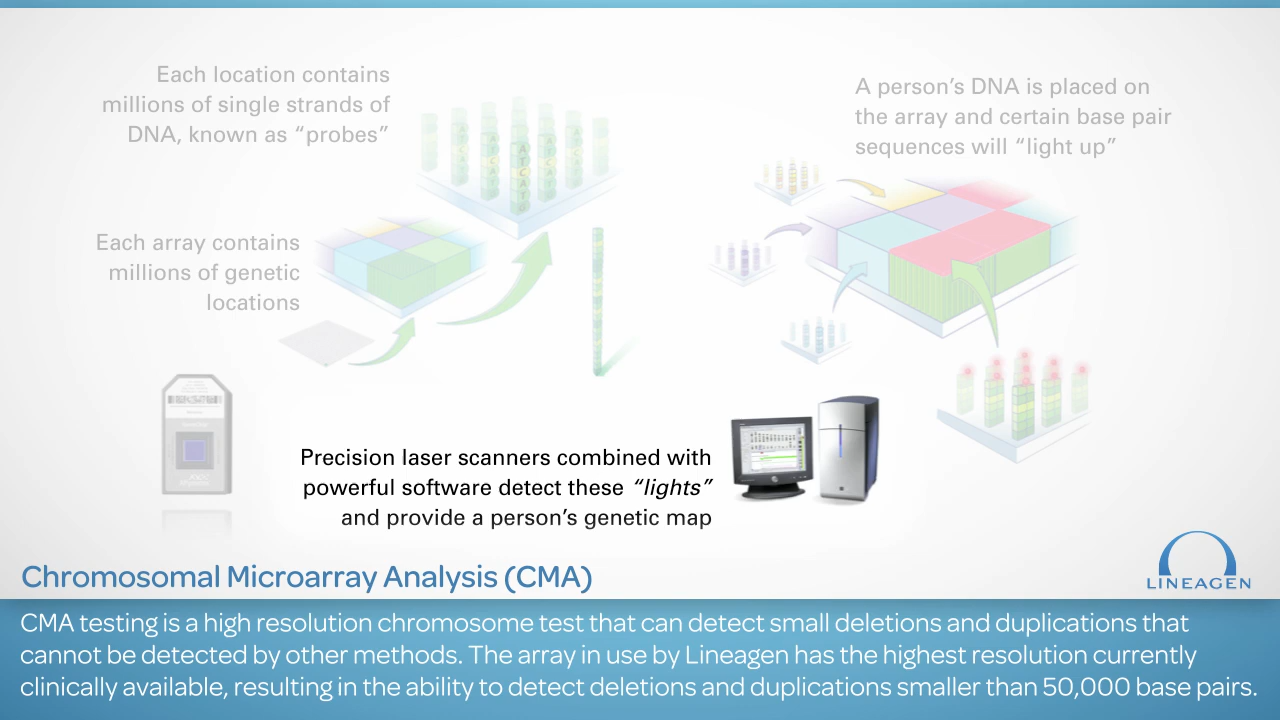 Each location contains
millions of single strands of
DNA, known as “probes”
A person’s DNA is placed on
the array and certain base pair
sequences will “light up”
Each array contains
millions of genetic
locations
Precision laser scanners combined with
powerful software detect these “lights”
and provide a person’s genetic map
Chromosomal Microarray Analysis (CMA)
LINEAGEN
CMA testing is a high resolution chromosome test that can detect small deletions and duplications that
cannot be detected by other methods. The array in use by Lineagen has the highest resolution currently
clinically available, resulting in the ability to detect deletions and duplications smaller than 50,000 base pairs.